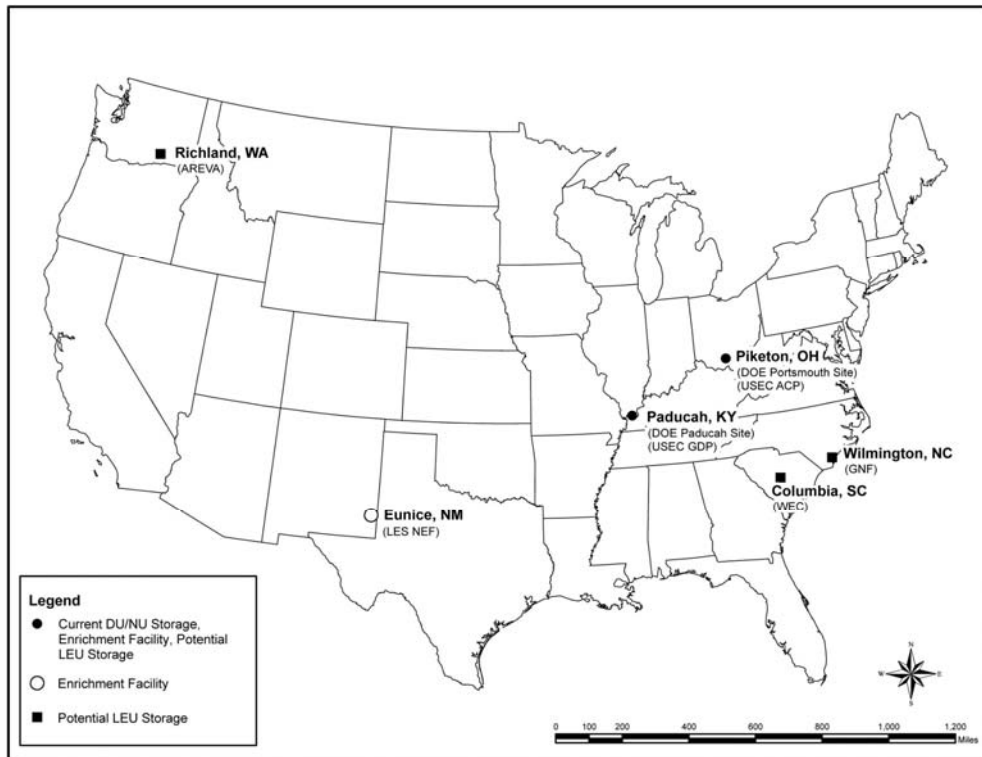 Richland, WA
(AREVA)
Piketon, OH
(DOE Portsmouth Site)
(USEC ACP)
Paducah, KY
(DOE Paducah Site)
(USEC GDP)
Wilmington, NC
(GNF)
Columbia, SC
(WEC)
Eunice, NM
(LES NEF)
Legend
Current DU/NU Storage,
Enrichment Facility, Potential
LEU Storage
Enrichment Facility
Potential LEU Storage
N
W E
S
0 100 200 400 600 800 1,000 1,200
Miles